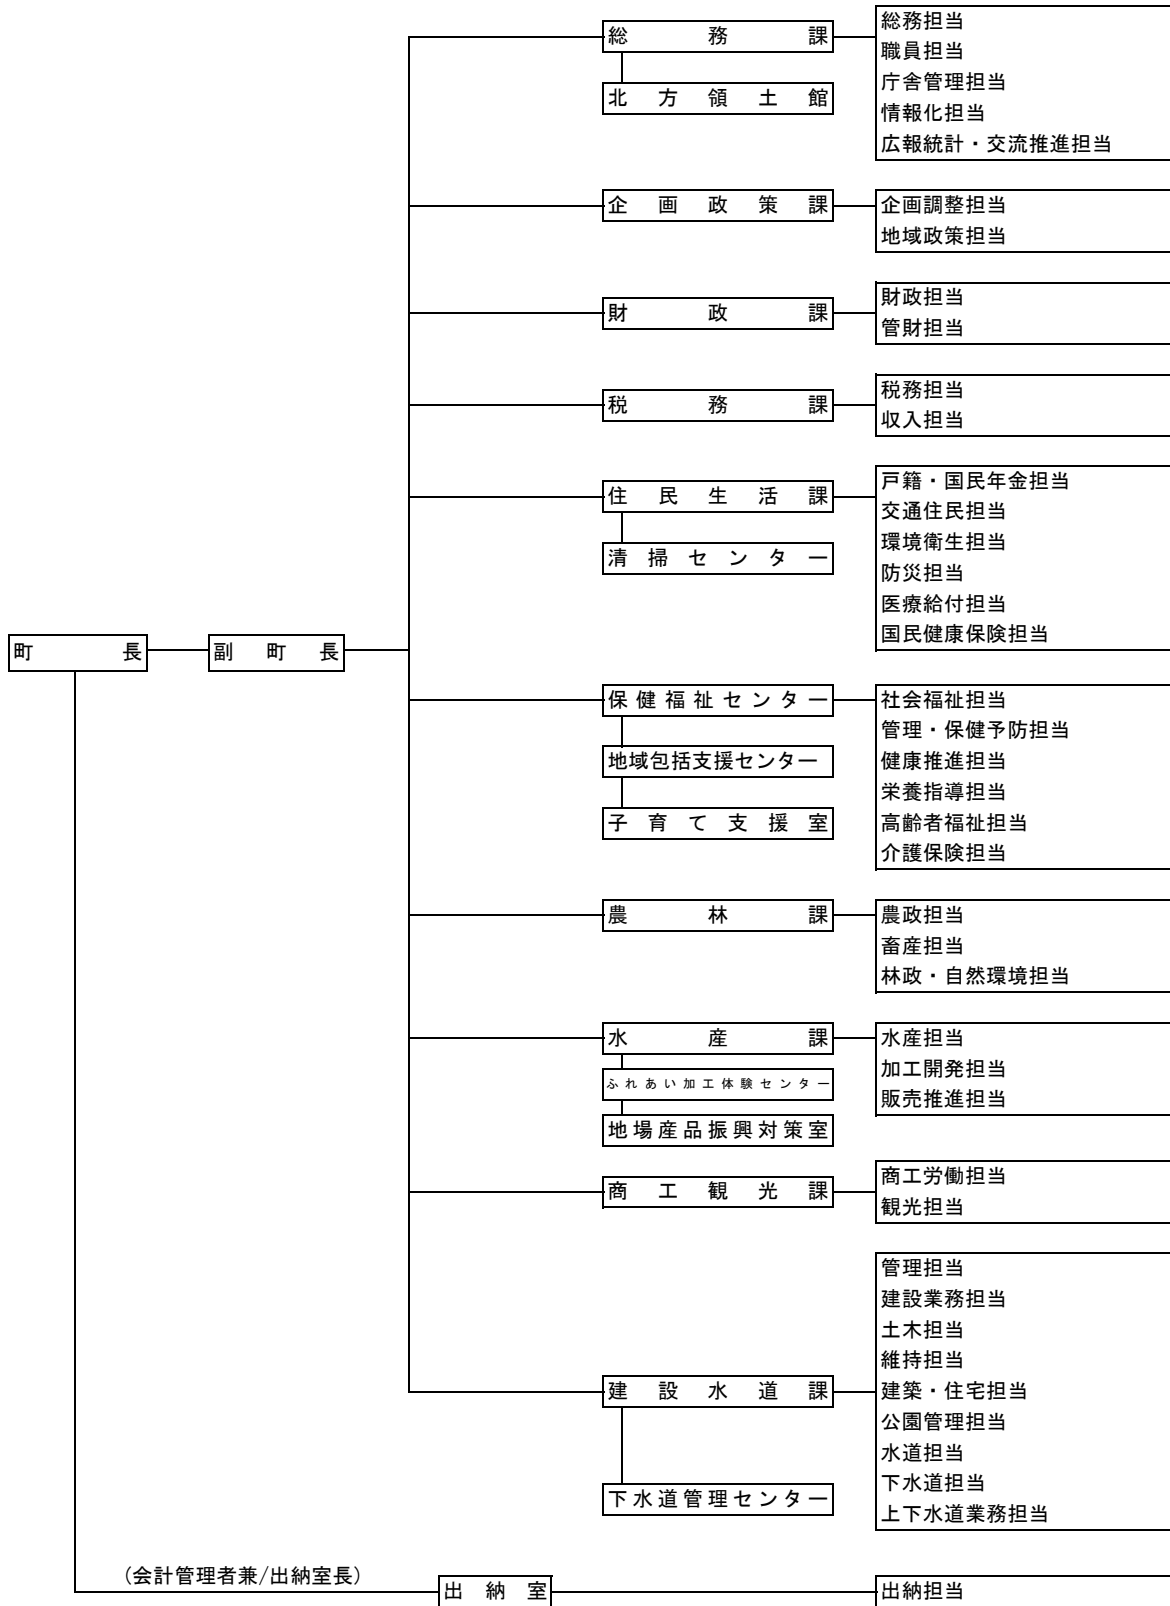 総務課
北方領土館
総務担当
職員担当
庁舎管理担当
情報化担当
広報統計・交流推進担当
企画政策課
企画調整担当
地域政策担当
財政課
財政担当
管財担当
税務課
税務担当
収入担当
住民生活課
清掃センター
戸籍・国民年金担当
交通住民担当
環境衛生担当
防災担当
医療給付担当
国民健康保険担当
町長
副町長
保健福祉センター
地域包括支援センター
子育て支援室
社会福祉担当
管理・保健予防担当
健康推進担当
栄養指導担当
高齢者福祉担当
介護保険担当
農林課
農政担当
畜産担当
林政・自然環境担当
水産課
ふれあい加工体験センター
地場産品振興対策室
水産担当
加工開発担当
販売推進担当
商工観光課
商工労働担当
観光担当
建設水道課
下水道管理センター
管理担当
建設業務担当
土木担当
維持担当
建築・住宅担当
公園管理担当
水道担当
下水道担当
上下水道業務担当
(会計管理者兼/出納室長)
出納室
出納担当